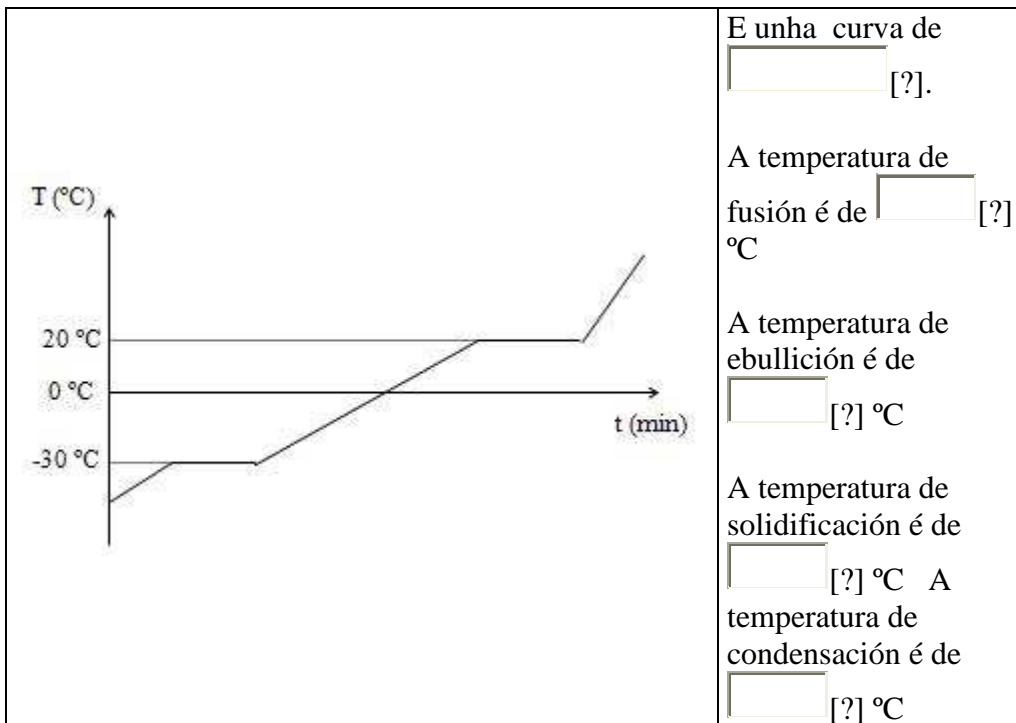 T (ºC)
20 ºC
0 ºC
-30 ºC
t (min)
E unha curva de
[?].
A temperatura de
fusión é de [?]
ºC
A temperatura de
ebullición é de
[?] ºC
A temperatura de
solidificación é de
[?] ºC A
temperatura de
condensación é de
[?] ºC